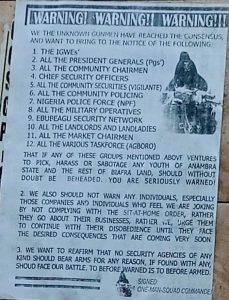 WARNING! WARNING!! WARNING!!!
WE THE UNKNOWN GUNMEN HAVE REACHED THE CONSENSUS,
AND WANT TO BRING TO THE NOTICE OF THE FOLLOWING:
1. THE IGWEs'
2. ALL THE PRESIDENT GENERALS (Pgs')
3. ALL THE COMMUNITY CHAIRMEN
4. CHIEF SECURITY OFFICERS
5. ALL THE COMMUNITY SECURITIES (VIGILANTE)
6. ALL THE COMMUNITY POLICING
7. NIGERIA POLICE FORCE (NPF)
8. ALL THE MILITARY OPERATIVES
9. EBUBEAGU SECURITY NETWORK
10. ALL THE LANDLORDS AND LANDLADIES
11. ALL THE MARKET CHAIRMEN
12. ALL THE VARIOUS TASKFORCE (AGBORO)
THAT IF ANY OF THESE GROUPS MENTIONED ABOVE VENTURES
TO PICK, HARASS OR SABOTAGE ANY YOUTH OF ANAMBRA
STATE AND THE REST OF BIAFRA LAND, SHOULD WITHOUT
DOUBT BE BEHEADED. YOU ARE SERIOUSLY WARNED!
2. WE ALSO SHOULD NOT WARN ANY INDIVIDUALS, ESPECIALLY
THOSE COMPANIES AND INDIVIDUALS WHO FEEL WE ARE JOKING
BY NOT COMPLYING WITH THE SIT-AT-HOME ORDER, RATHER
THEY GO ABOUT THEIR BUSINESSES, RATHER WE URGE THEM
TO CONTINUE WITH THEIR DISOBEDIENCE UNTIL THEY FACE
THE DESIRED CONSEQUENCES THAT ARE COMING VERY SOON.
3. WE WANT TO REAFIRM THAT NO SECURITY AGENCIES OF ANY
KIND SHOULD BEAR ARMS FOR ANY REASON, IF FOUND WITH ANY,
SHOULD FACE OUR BATTLE. TO BEFORE WARNED IS TO BEFORE ARMED.
SIGNED:
ONE-MAN-SQUAD COMMANDER